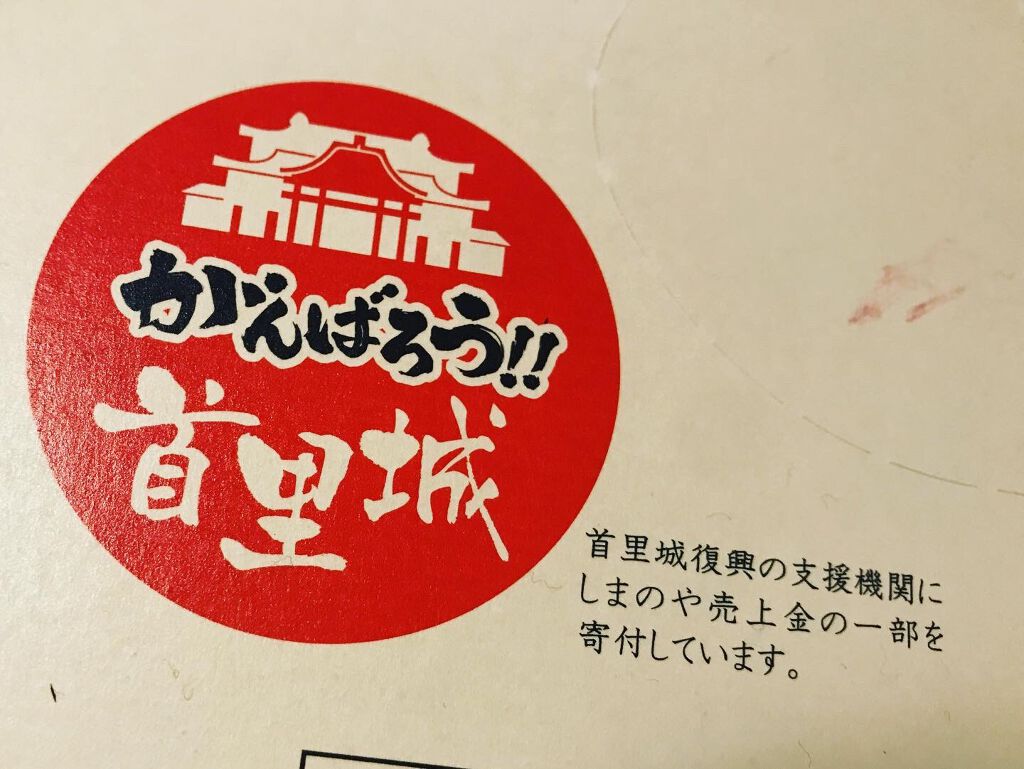 がんばろう!!
首里城
首里城復興の支援機関に
しまのや売上金の一部を
寄付しています。